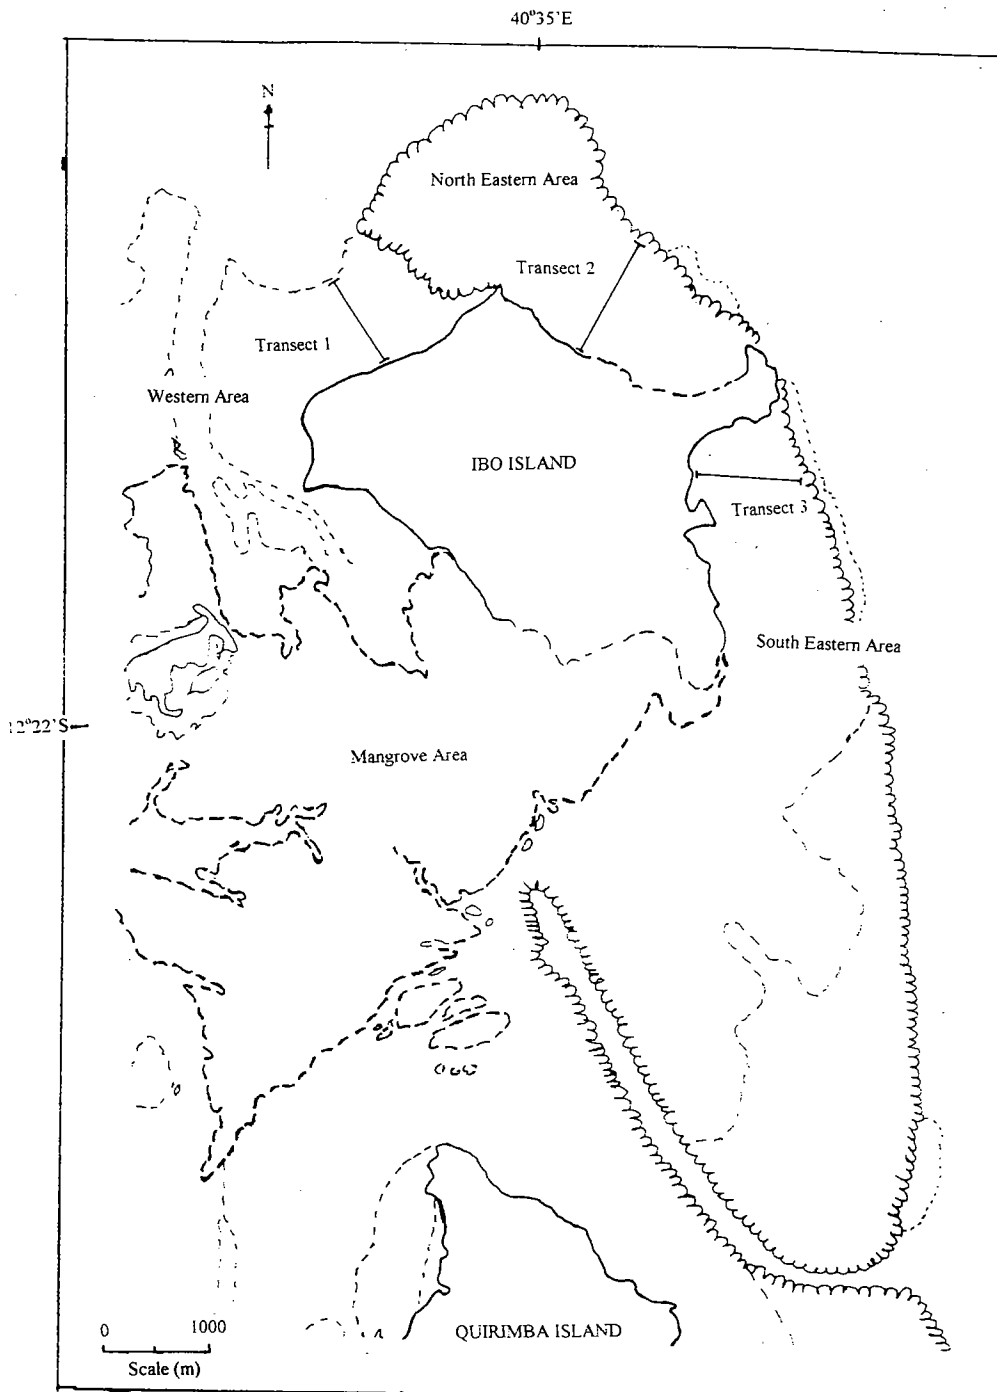 40°35'E
N
North Eastern Area
Transect 2
Transect 1
Western Area
IBO ISLAND
Transect 3
South Eastern Area
12°22'S
Mangrove Area
QUIRIMBA ISLAND
0 1000
Scale (m)